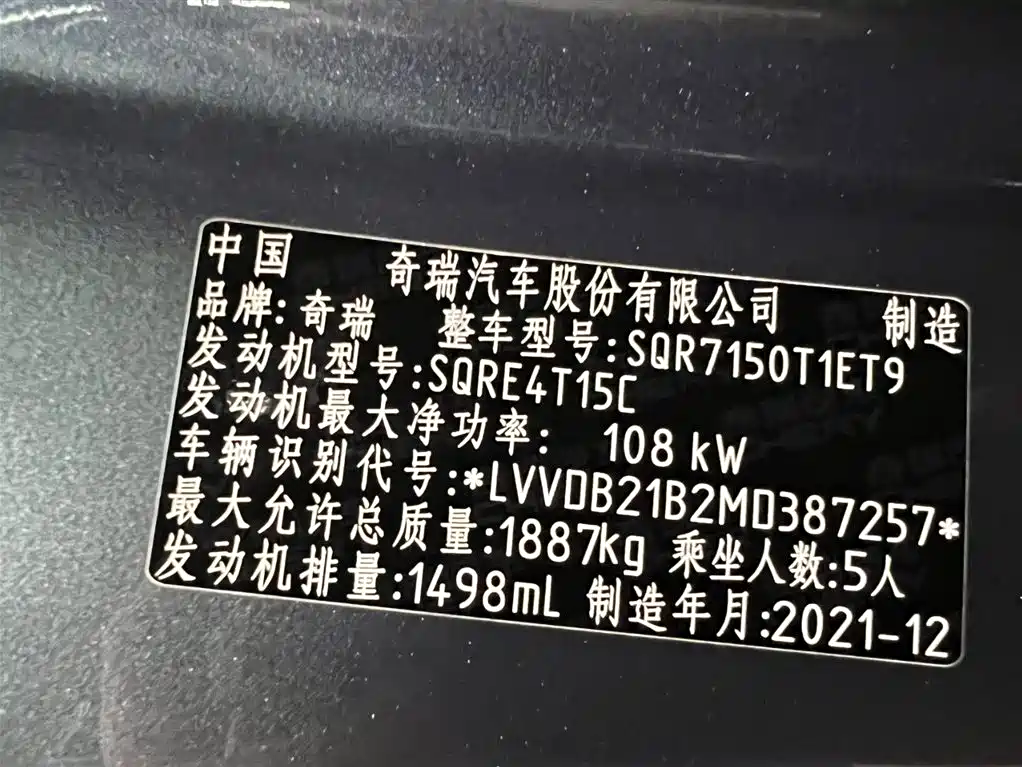 中国 奇瑞汽车股份有限公司 制造
品牌:奇瑞 整车型号:SQR7150T1ET9
发动机型号:SQRE4T15C
发动机最大净功率: 108 kW
车辆识别代号:*LVVDB21B2MD387257*
最大允许总质量:1887kg 乘坐人数:5人
发动机排量:1498mL 制造年月:2021-12